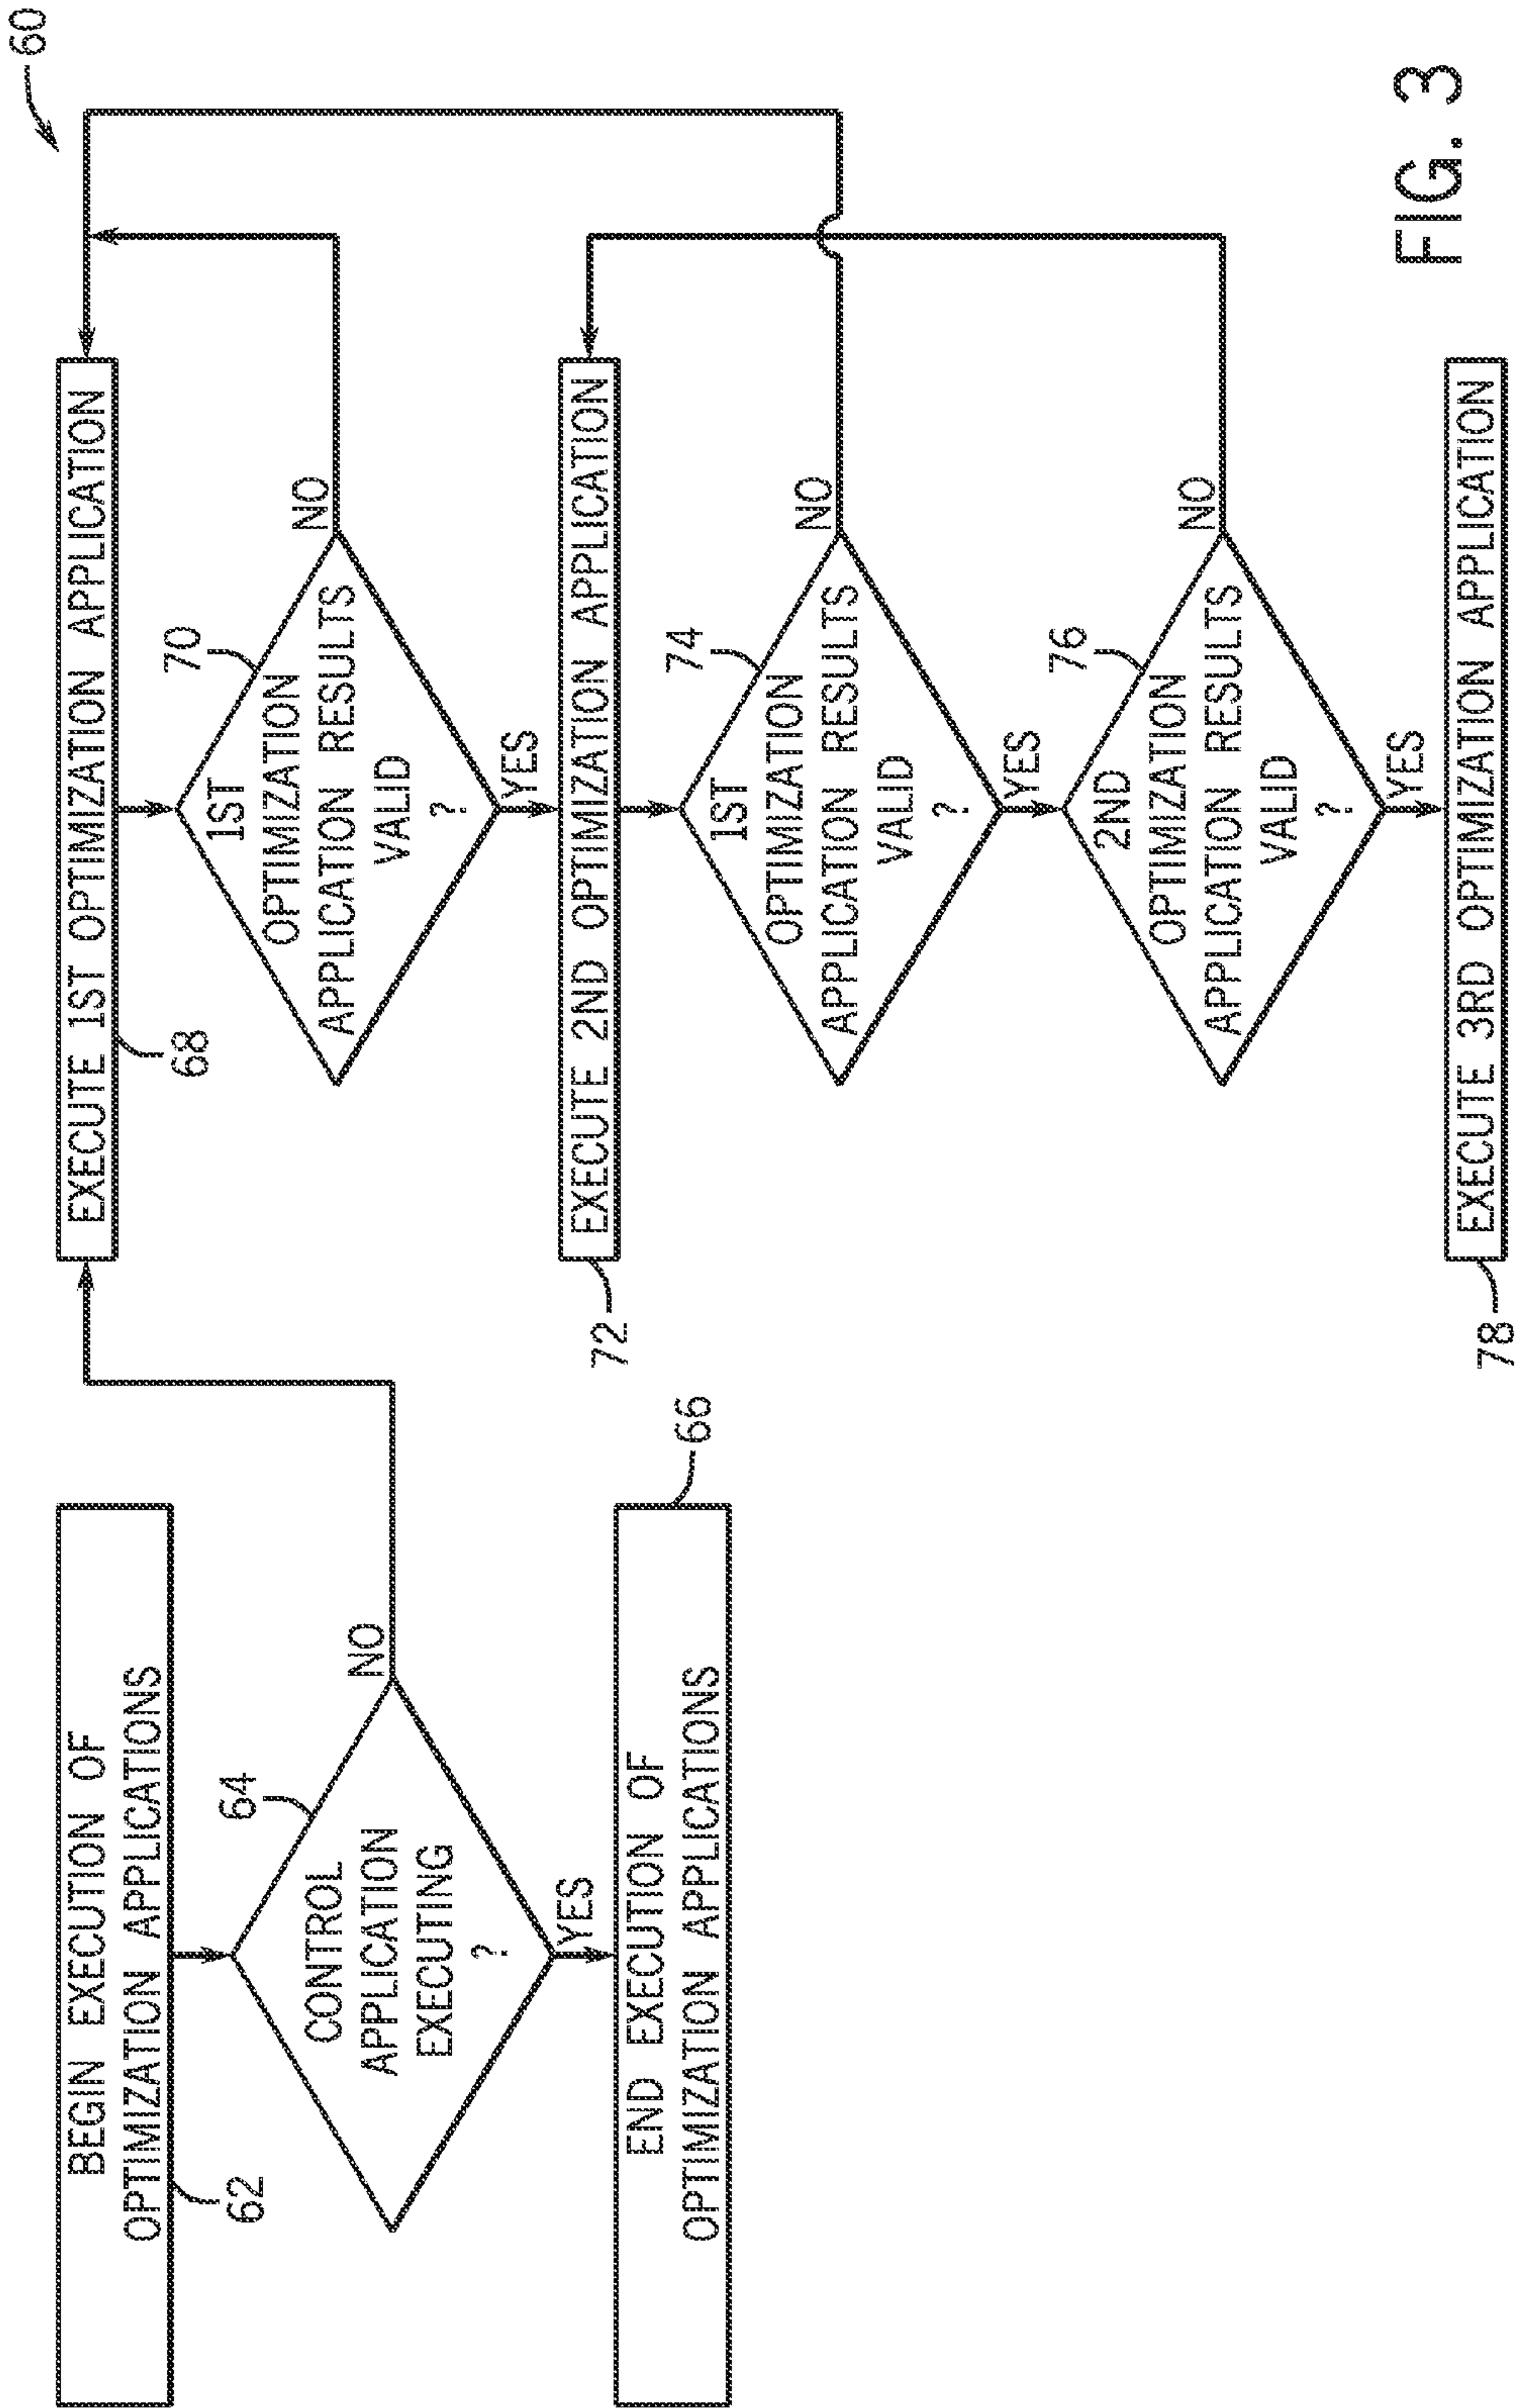 60
BEGIN EXECUTION OF
OPTIMIZATION APPLICATIONS
62
64
CONTROL
APPLICATION
EXECUTING
?
NO
YES
END EXECUTION OF
OPTIMIZATION APPLICATIONS
66
EXECUTE 1ST OPTIMIZATION APPLICATION
68
70
1ST
OPTIMIZATION
APPLICATION RESULTS
VALID
?
NO
YES
EXECUTE 2ND OPTIMIZATION APPLICATION
72
74
1ST
OPTIMIZATION
APPLICATION RESULTS
VALID
?
NO
YES
76
2ND
OPTIMIZATION
APPLICATION RESULTS
VALID
?
NO
YES
EXECUTE 3RD OPTIMIZATION APPLICATION
78
FIG. 3